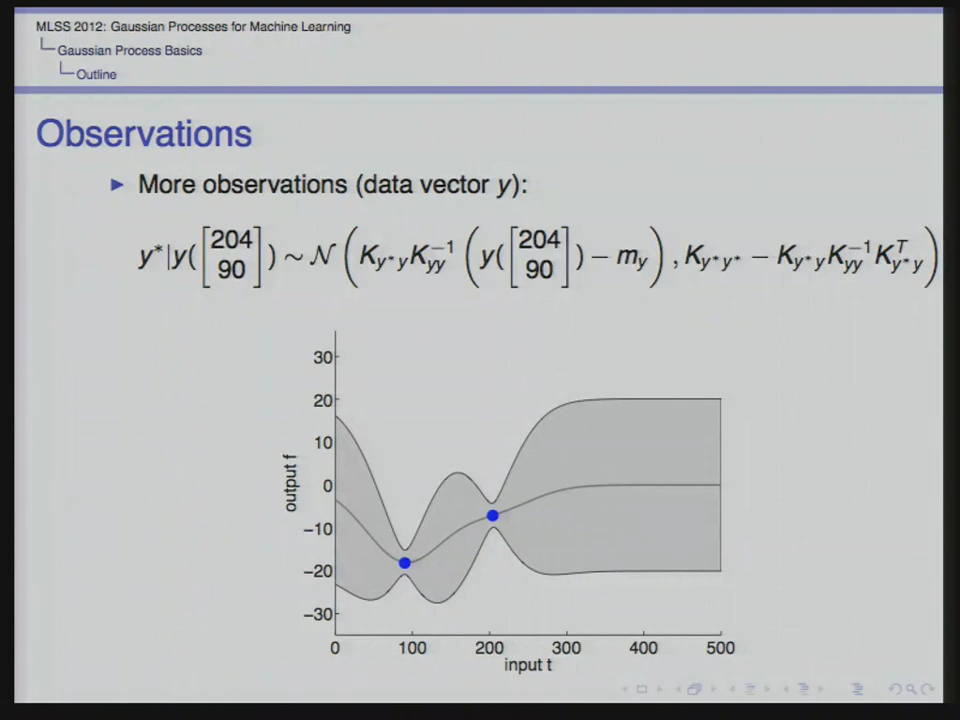 MLSS 2012: Gaussian Processes for Machine Learning
Gaussian Process Basics
Outline
Observations
▶ More observations (data vector y):
y*|y([204 90]) ~ 𝒩 (K_{y*y}K_{yy}^{-1} (y([204 90]) − m_y), K_{y*y*} − K_{y*y}K_{yy}^{-1}K_{y*y}^T)
30
20
10
0
−10
−20
−30
output f
0 100 200 300 400 500
input t